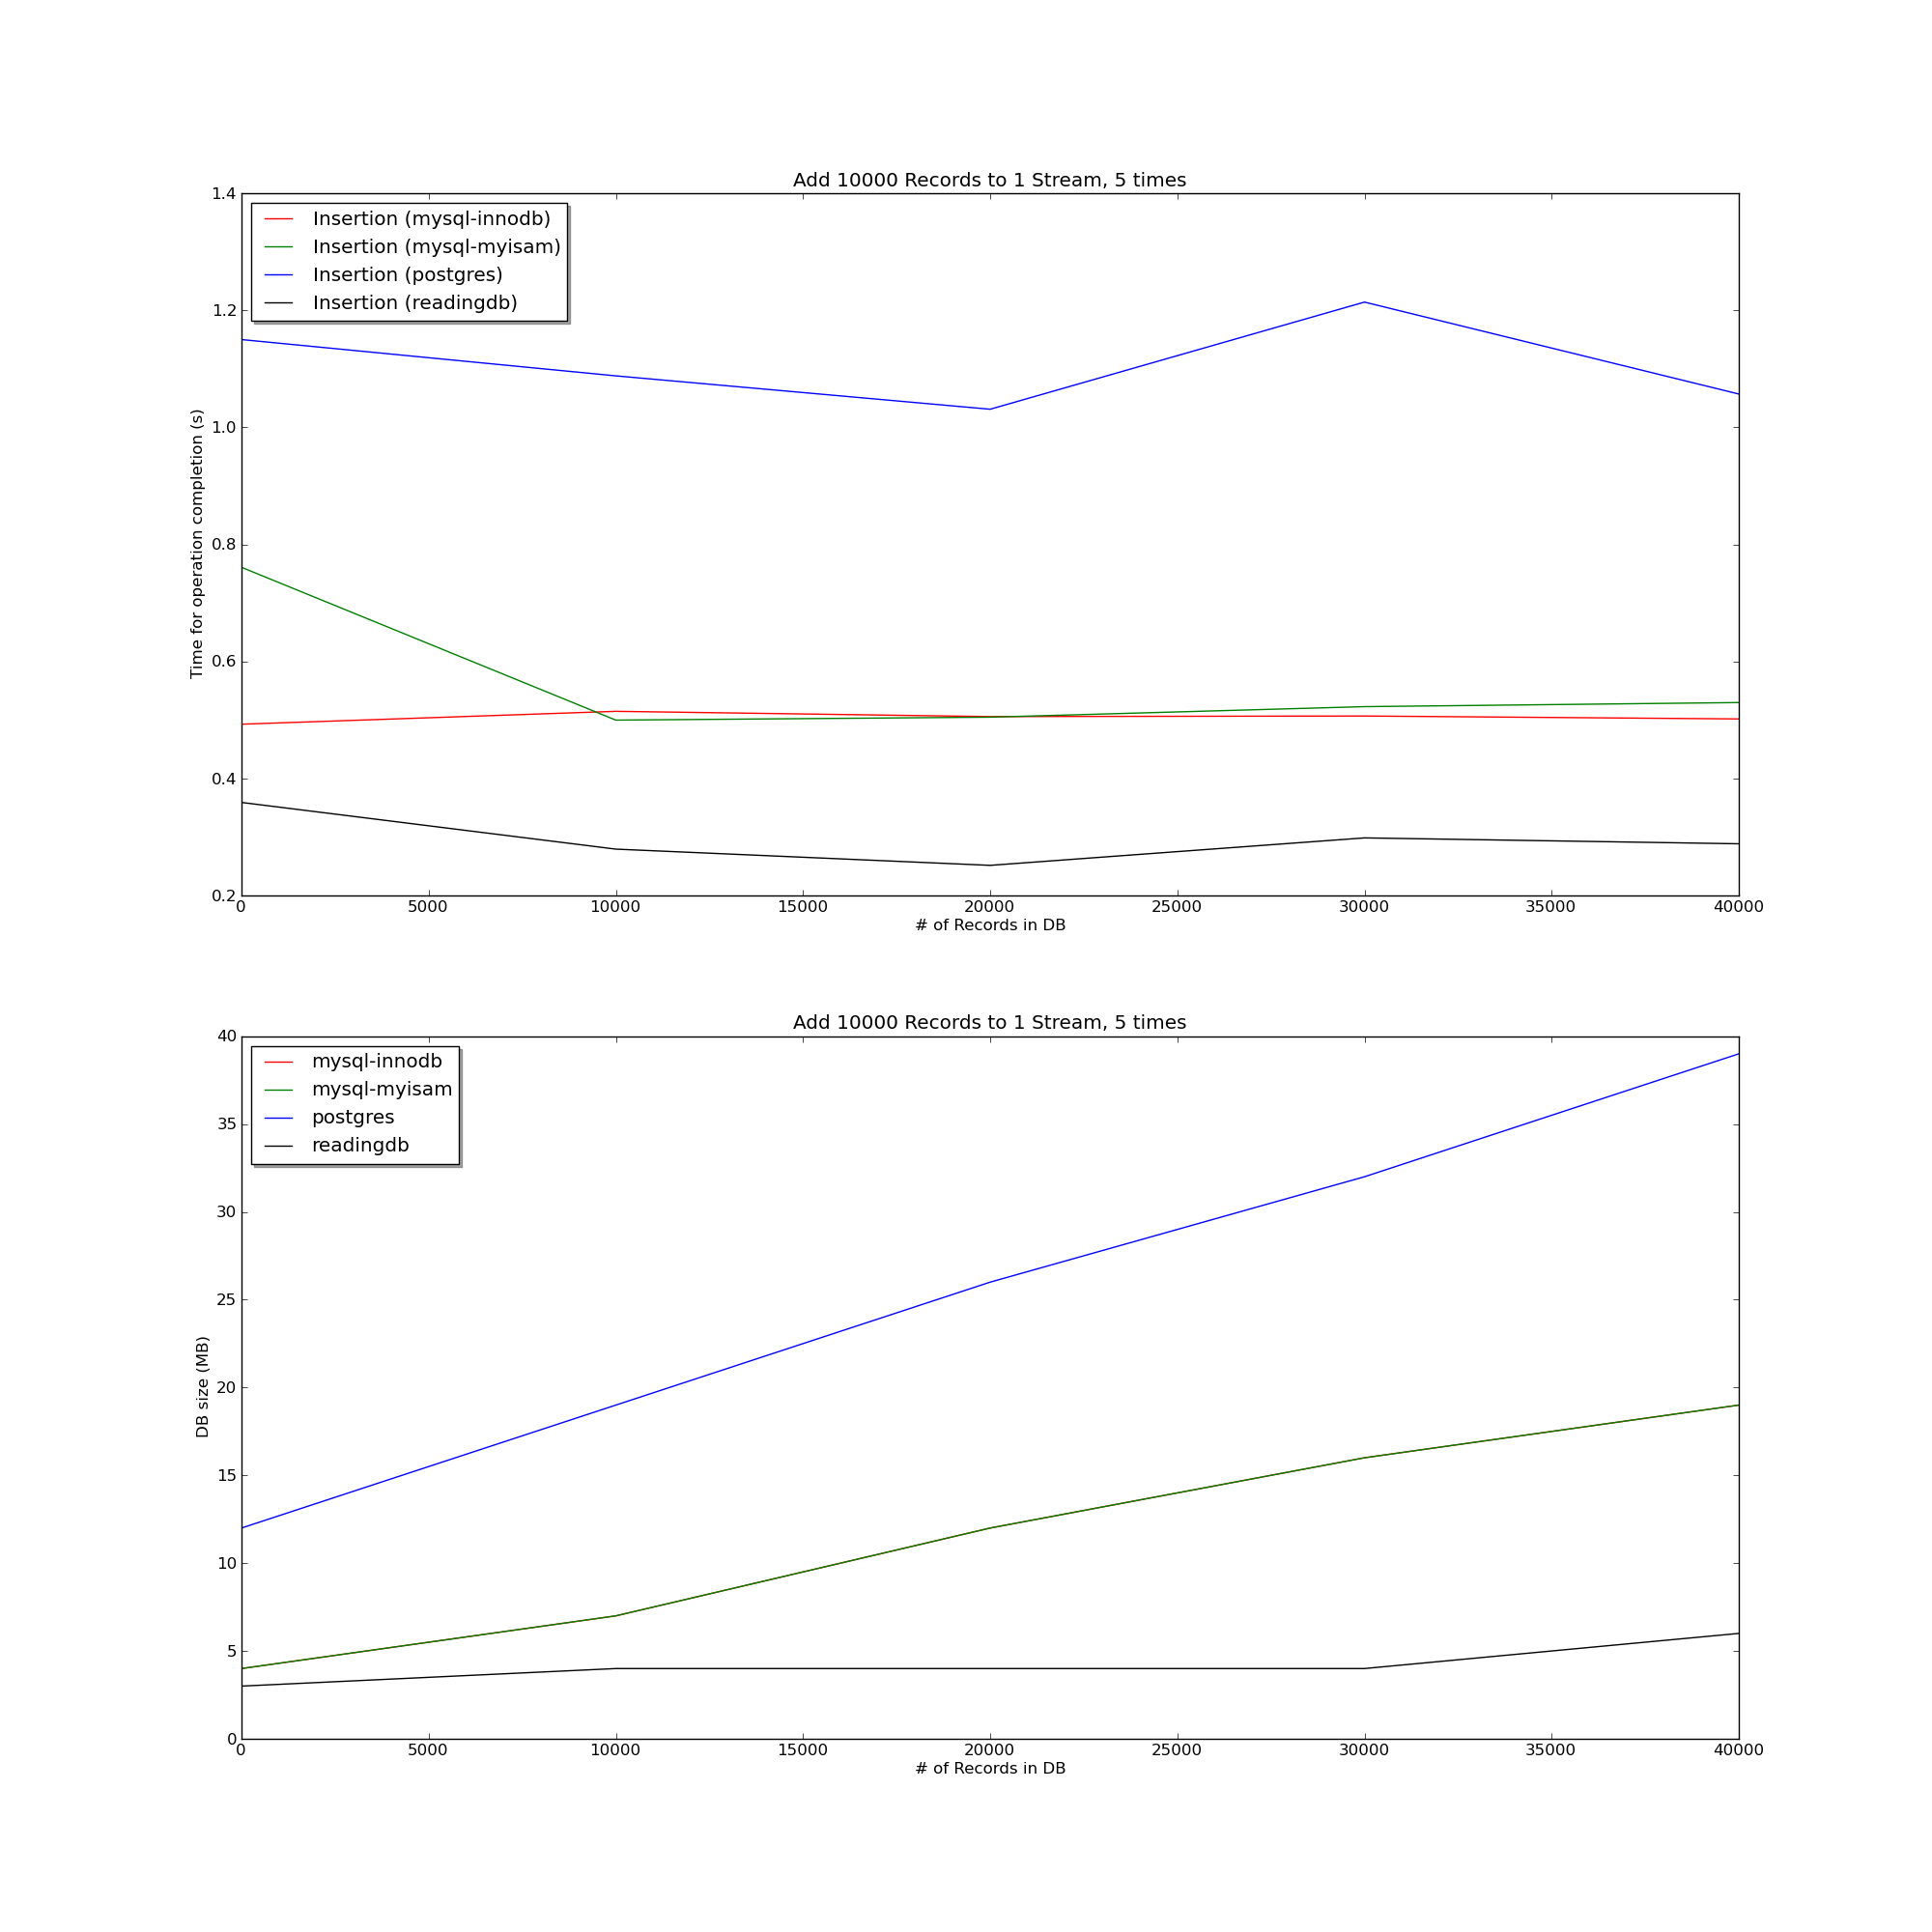 Add 10000 Records to 1 Stream, 5 times
1.4
1.2
1.0
0.8
0.6
0.4
0.2
Time for operation completion (s)
Insertion (mysql-innodb)
Insertion (mysql-myisam)
Insertion (postgres)
Insertion (readingdb)
0 5000 10000 15000 20000 25000 30000 35000 40000
# of Records in DB
Add 10000 Records to 1 Stream, 5 times
40
35
30
25
20
15
10
5
0
DB size (MB)
mysql-innodb
mysql-myisam
postgres
readingdb
0 5000 10000 15000 20000 25000 30000 35000 40000
# of Records in DB